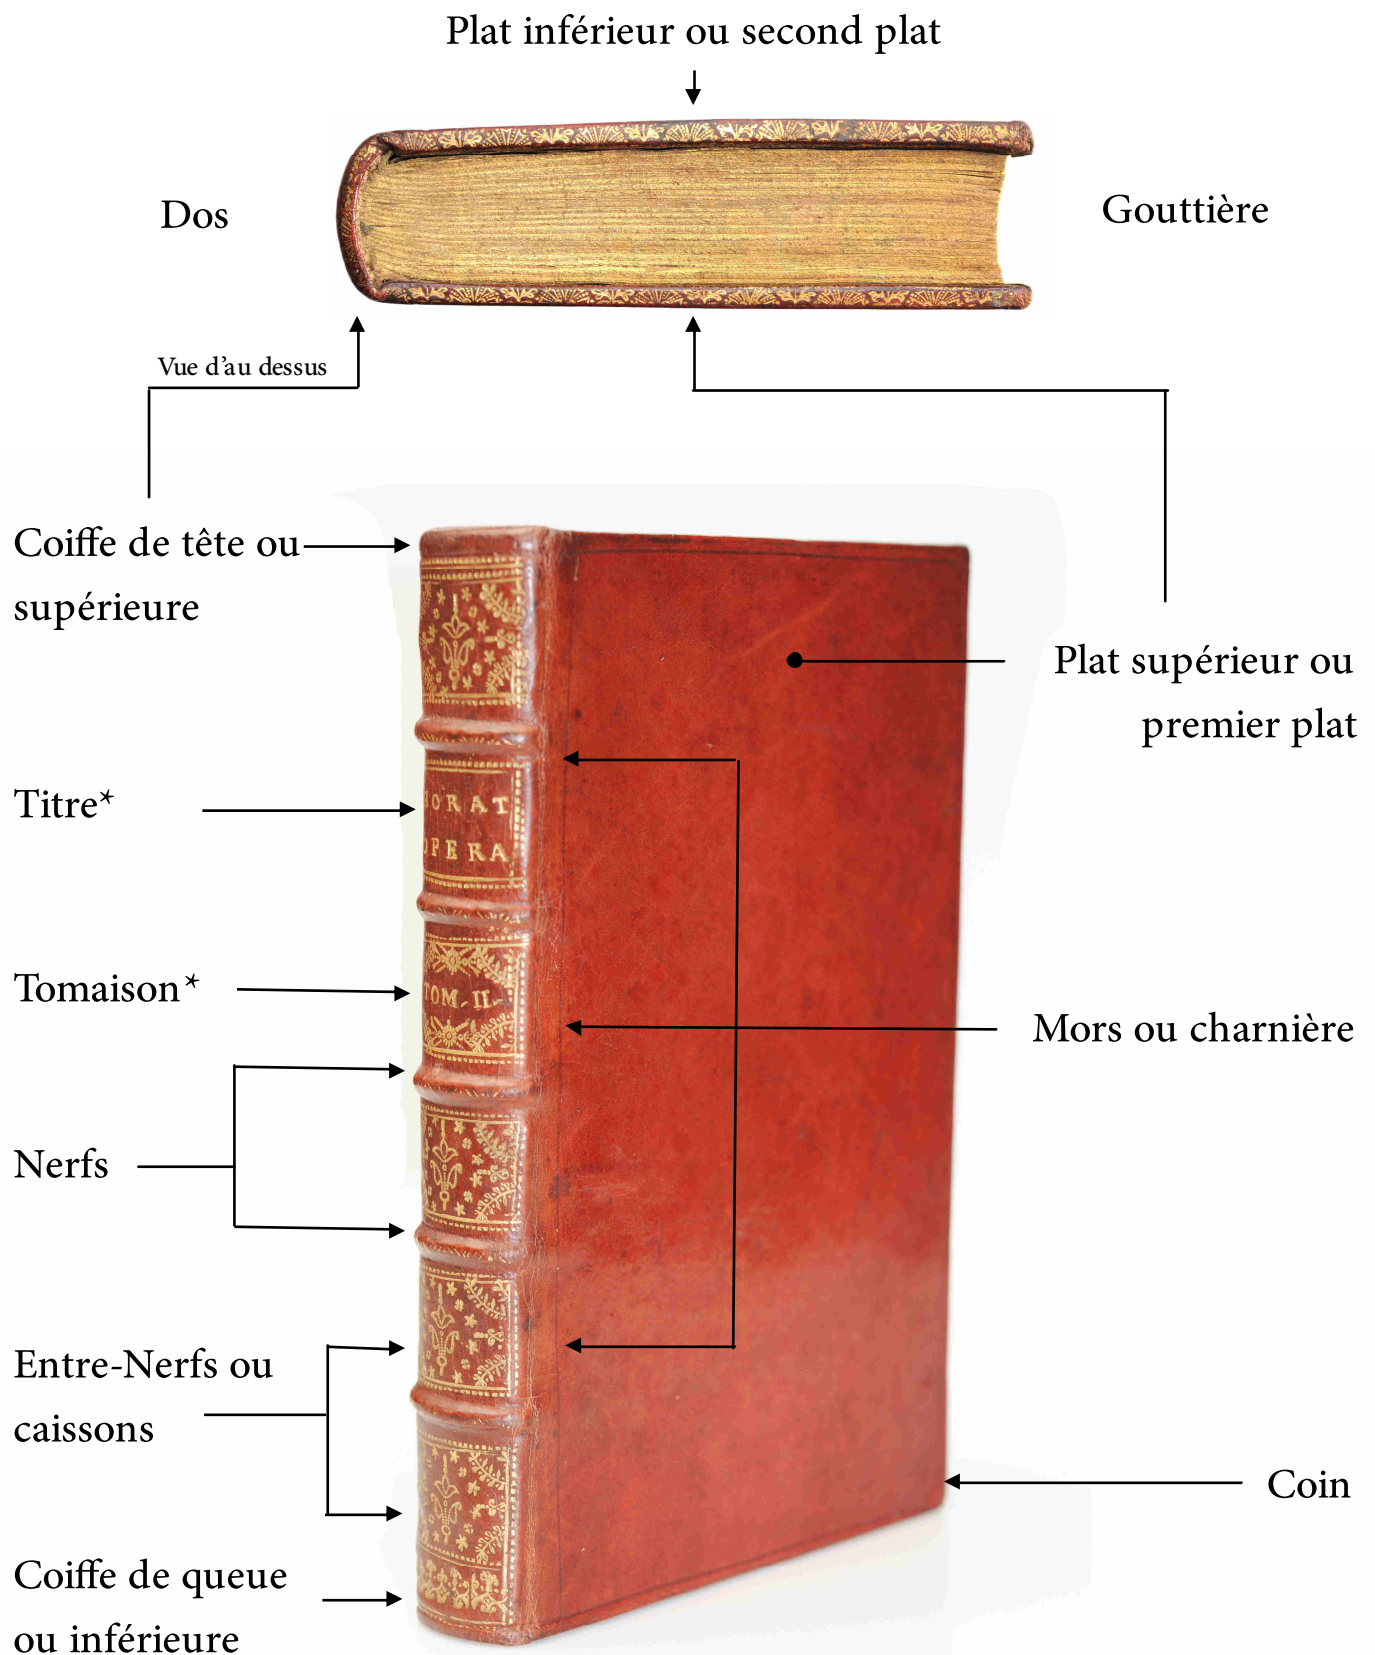 Plat inférieur ou second plat
Dos
Gouttière
Vue d’au dessus
Coiffe de tête ou
supérieure
Plat supérieur ou
premier plat
Titre*
ORAT
PERA
Tomaison*
TOM. II.
Mors ou charnière
Nerfs
Entre-Nerfs ou
caissons
Coin
Coiffe de queue
ou inférieure